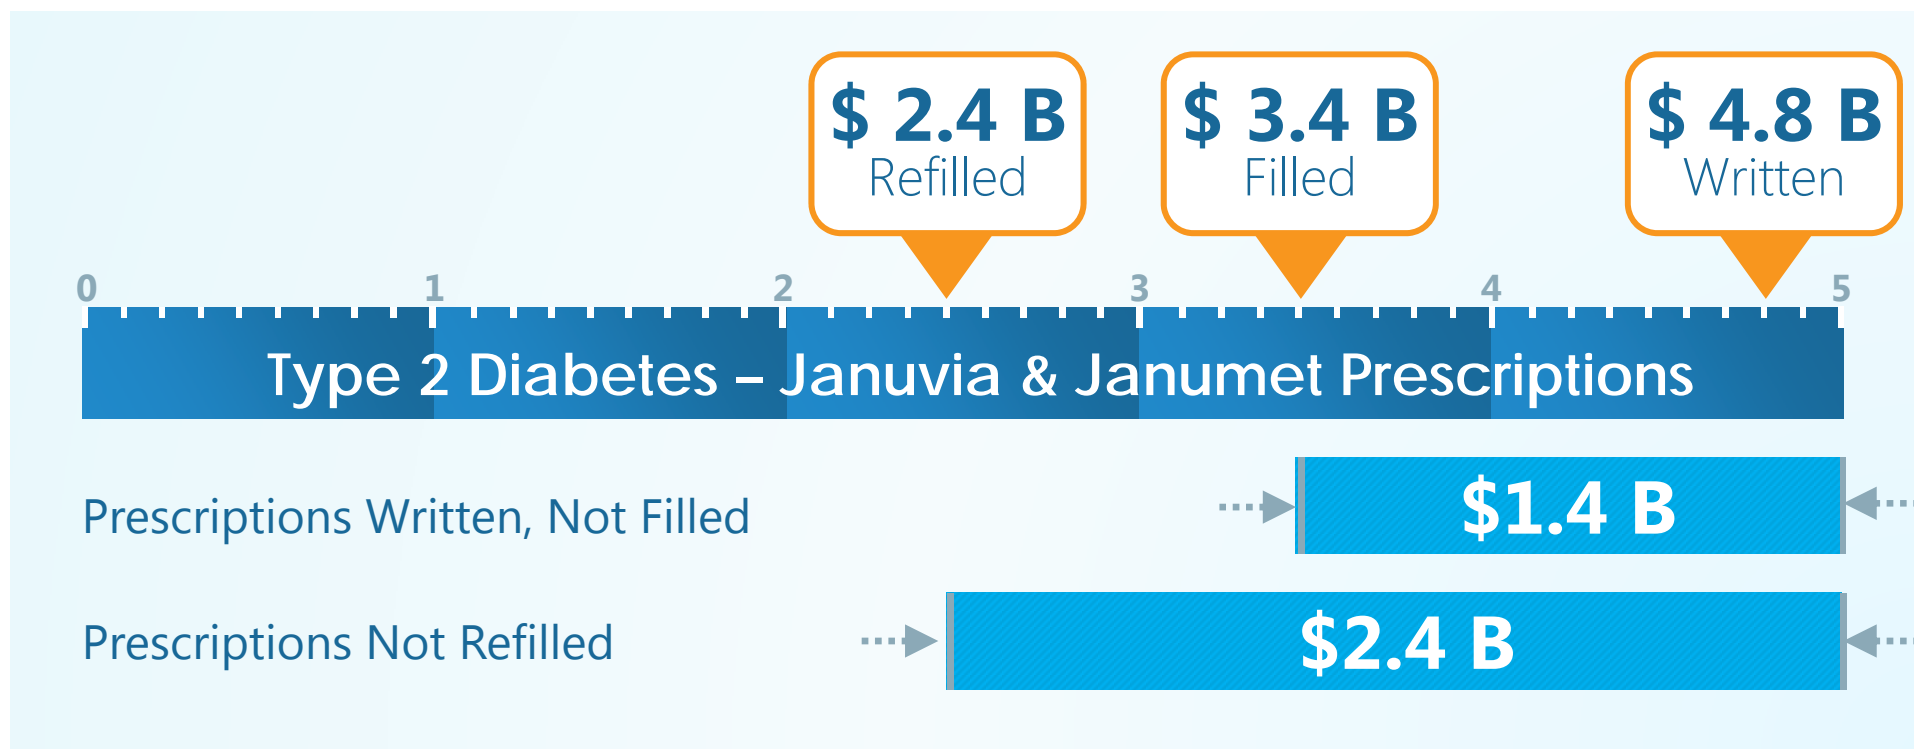 $ 2.4 B
Refilled
$ 3.4 B
Filled
$ 4.8 B
Written
0 1 2 3 4 5
Type 2 Diabetes – Januvia & Janumet Prescriptions
Prescriptions Written, Not Filled
$1.4 B
Prescriptions Not Refilled
$2.4 B